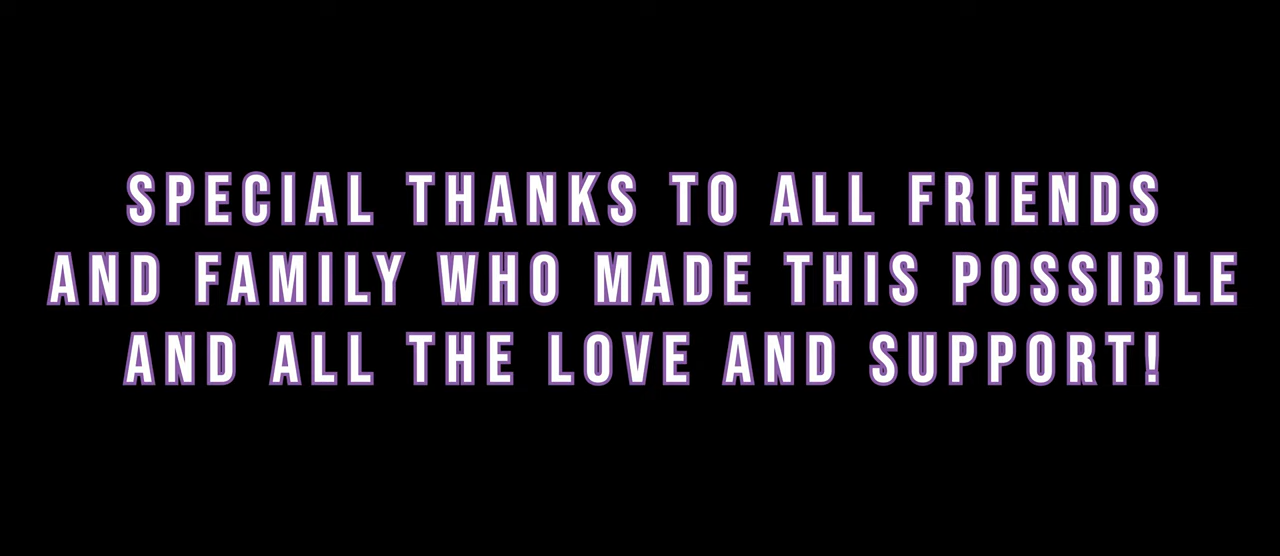 SPECIAL THANKS TO ALL FRIENDS
AND FAMILY WHO MADE THIS POSSIBLE
AND ALL THE LOVE AND SUPPORT!